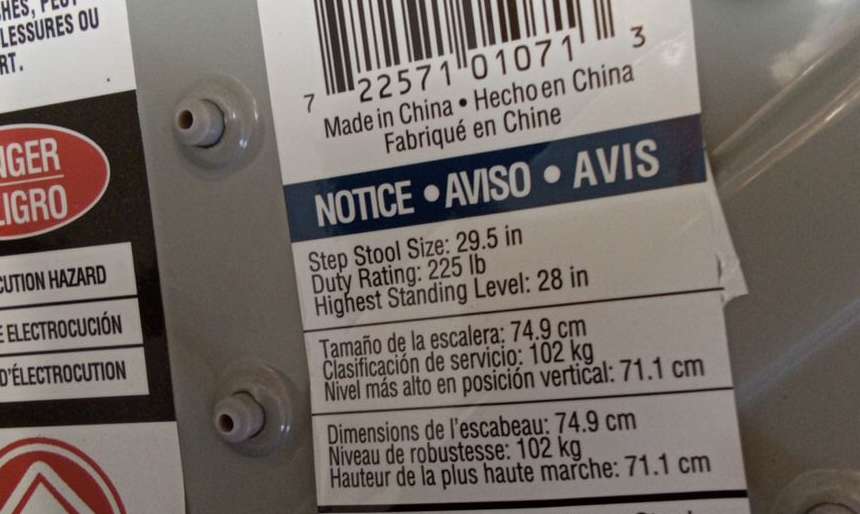 LESSURES OU
RT.
NGER
LIGRO
CUTION HAZARD
ELECTROCUCIÓN
D'ÉLECTROCUTION
7 22571 01071 3
Made in China • Hecho en China
Fabriqué en Chine
NOTICE • AVISO • AVIS
Step Stool Size: 29.5 in
Duty Rating: 225 lb
Highest Standing Level: 28 in
Tamaño de la escalera: 74.9 cm
Clasificación de servicio: 102 kg
Nivel más alto en posición vertical: 71.1 cm
Dimensions de l'escabeau: 74.9 cm
Niveau de robustesse: 102 kg
Hauteur de la plus haute marche: 71.1 cm